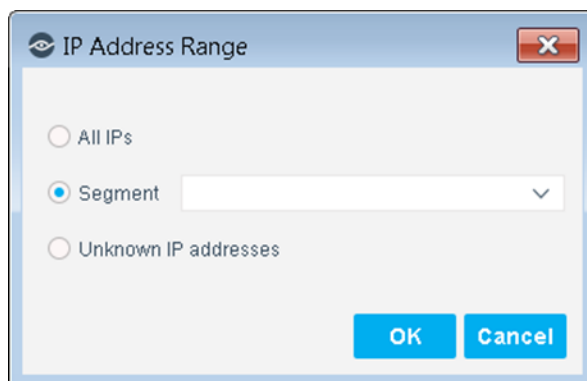 IP Address Range
All IPs
Segment
Unknown IP addresses
OK Cancel